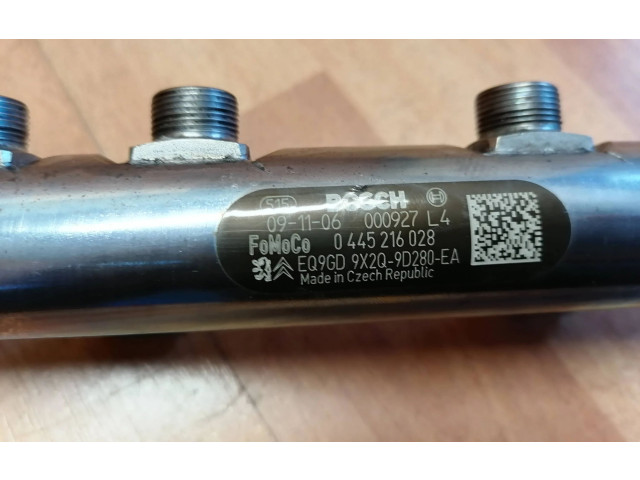 515 BOSCH
09-11-06 000927 L4
FoMoCo 0 445 216 028
EQ9GD 9X2Q-9D280-EA
Made in Czech Republic